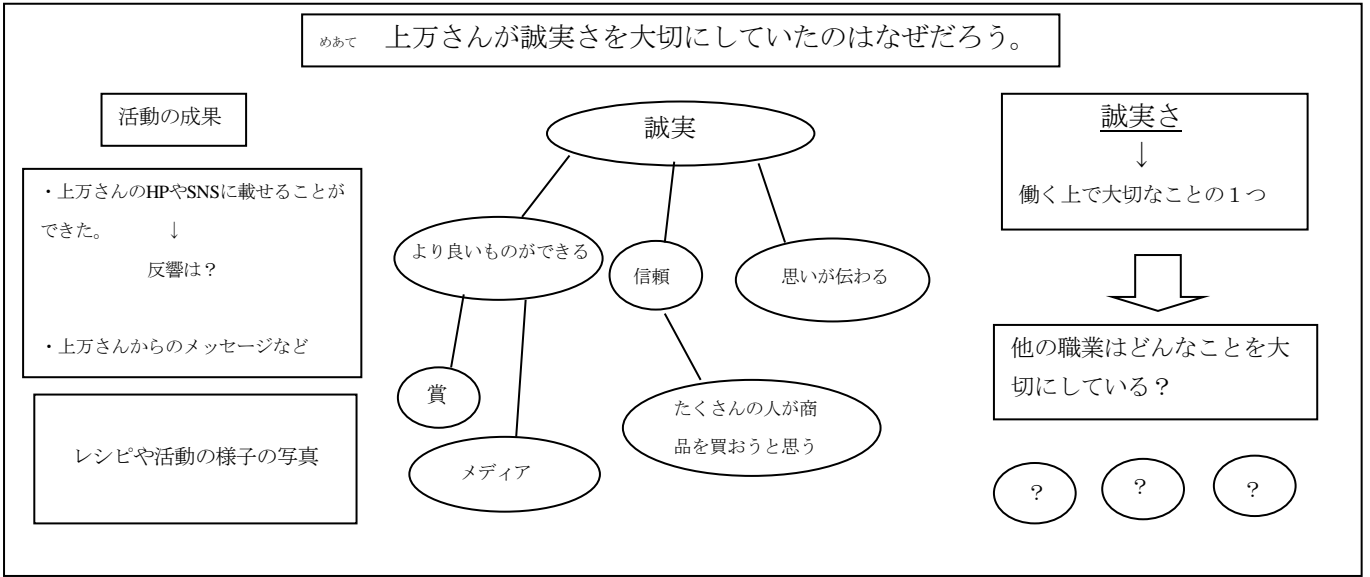 めあて 上万さんが誠実さを大切にしていたのはなぜだろう。
活動の成果
・上万さんのHPやSNSに載せることが
できた。 ↓
反響は？
・上万さんからのメッセージなど
レシピや活動の様子の写真
誠実
より良いものができる
信頼
思いが伝わる
賞
メディア
たくさんの人が商
品を買おうと思う
誠実さ
↓
働く上で大切なことの１つ
他の職業はどんなことを大
切にしている？
？
？
？